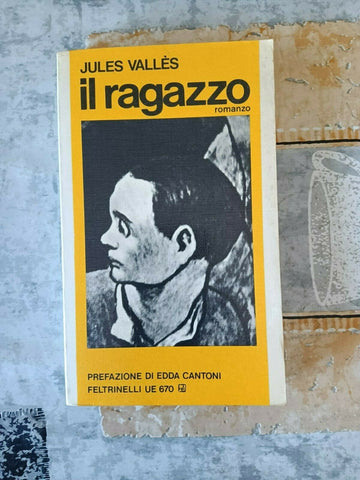 JULES VALLÈS
il ragazzo
romanzo
PREFAZIONE DI EDDA CANTONI
FELTRINELLI UE 670